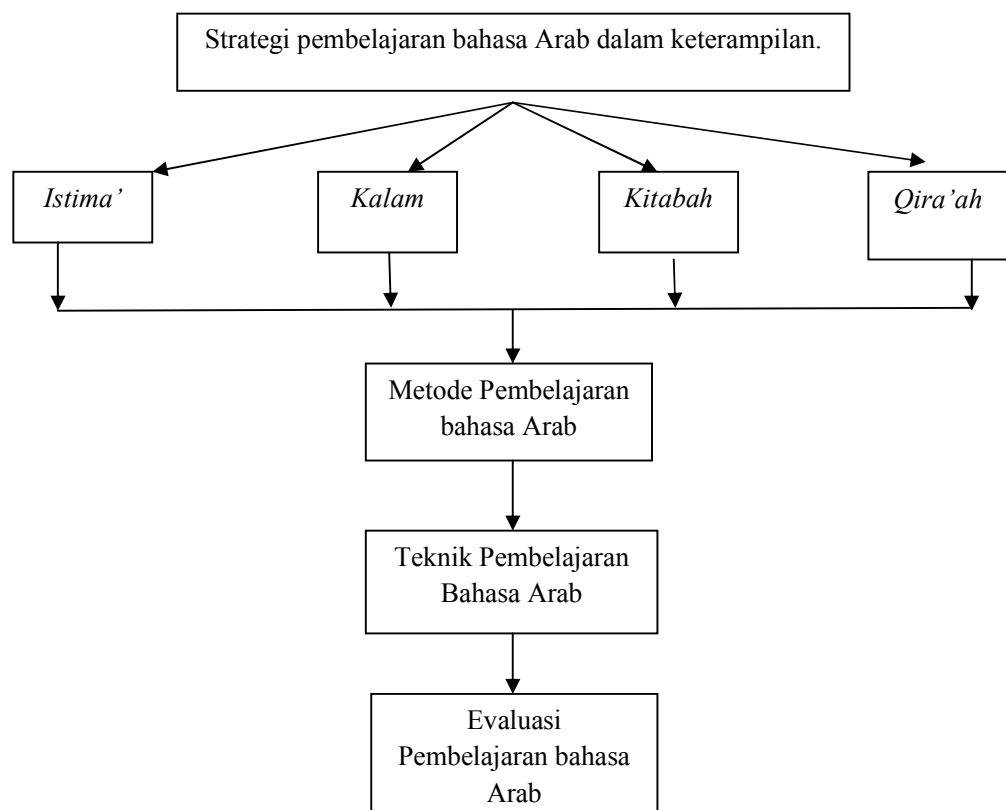 Strategi pembelajaran bahasa Arab dalam keterampilan.
Istima’
Kalam
Kitabah
Qira’ah
Metode Pembelajaran
bahasa Arab
Teknik Pembelajaran
Bahasa Arab
Evaluasi
Pembelajaran bahasa
Arab